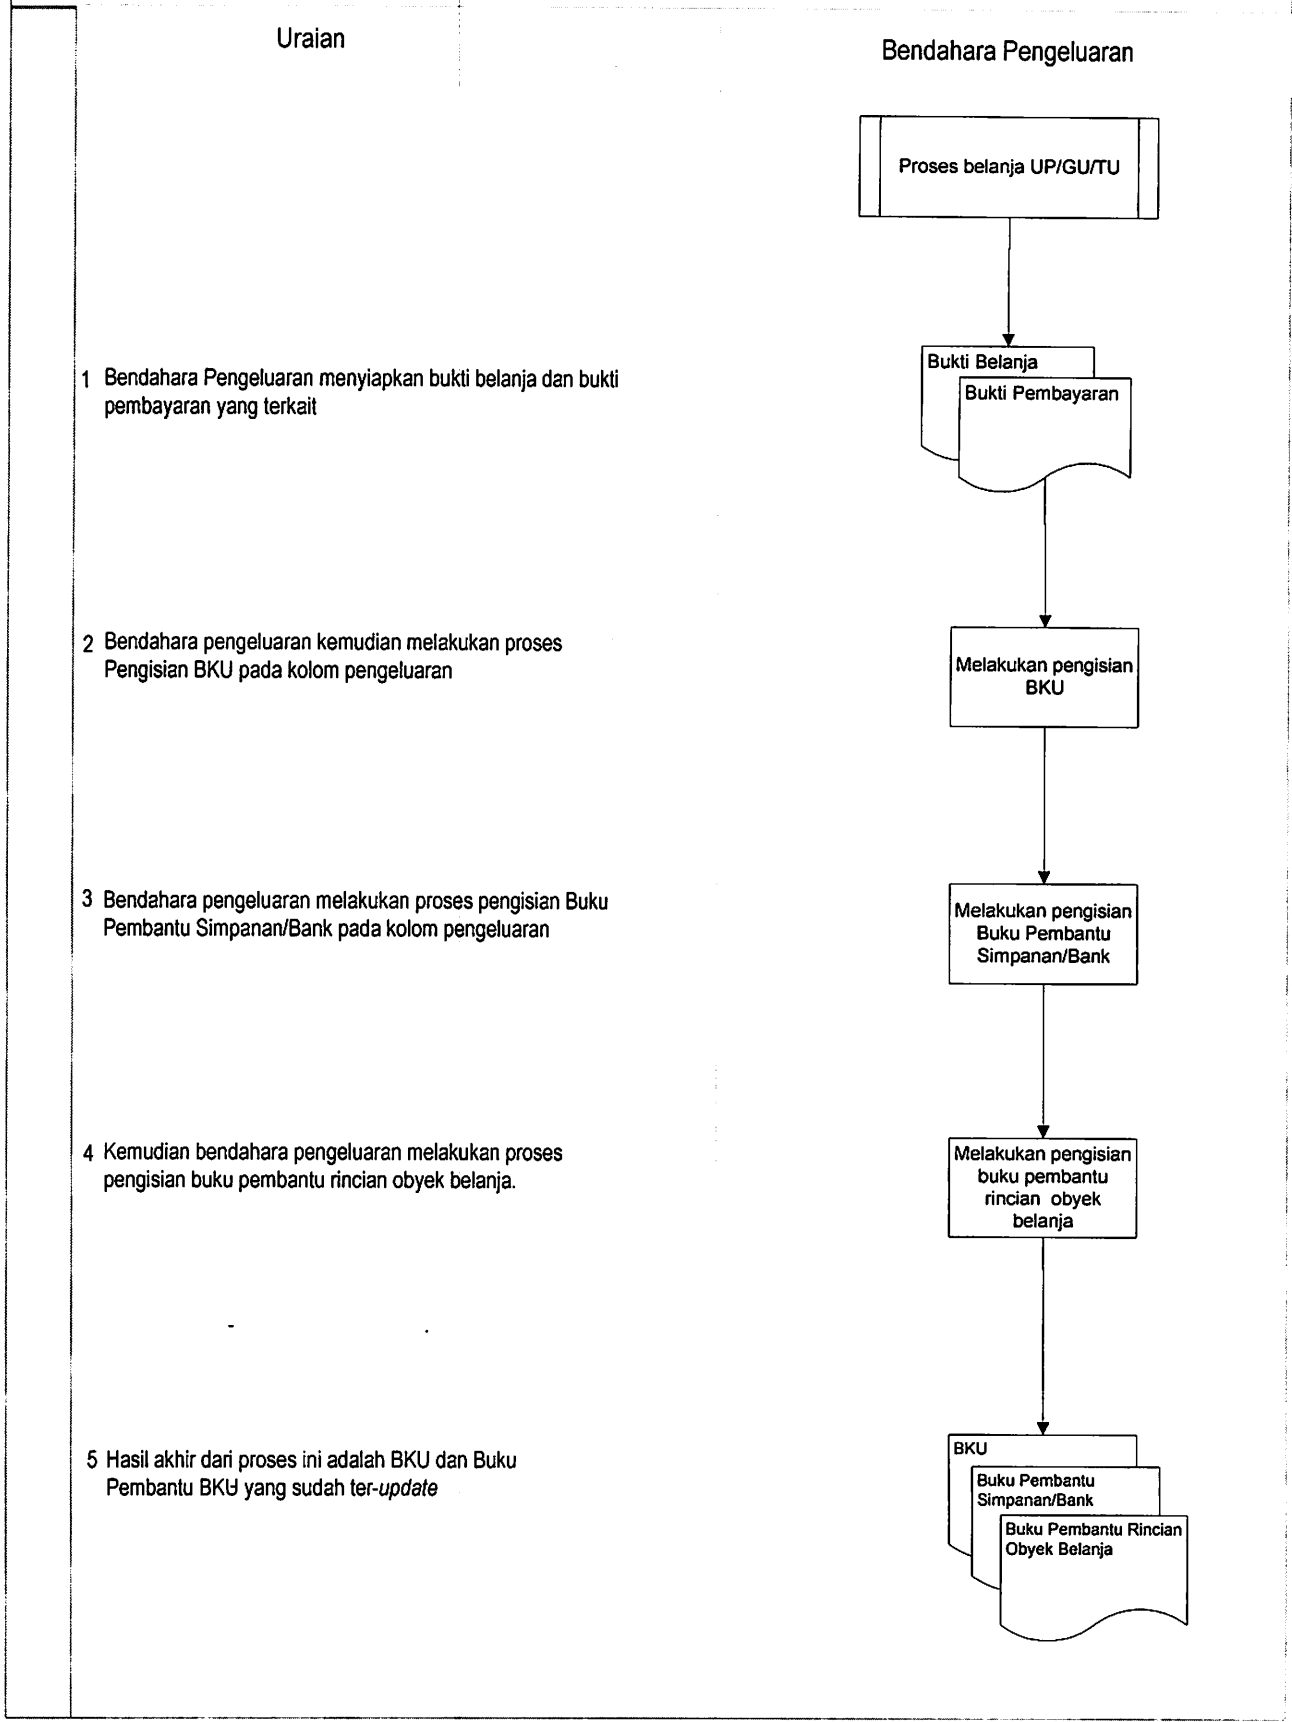 Uraian
Bendahara Pengeluaran
Proses belanja UP/GU/TU
1 Bendahara Pengeluaran menyiapkan bukti belanja dan bukti
pembayaran yang terkait
Bukti Belanja
Bukti Pembayaran
2 Bendahara pengeluaran kemudian melakukan proses
Pengisian BKU pada kolom pengeluaran
Melakukan pengisian
BKU
3 Bendahara pengeluaran melakukan proses pengisian Buku
Pembantu Simpanan/Bank pada kolom pengeluaran
Melakukan pengisian
Buku Pembantu
Simpanan/Bank
4 Kemudian bendahara pengeluaran melakukan proses
pengisian buku pembantu rincian obyek belanja.
Melakukan pengisian
buku pembantu
rincian obyek
belanja
5 Hasil akhir dari proses ini adalah BKU dan Buku
Pembantu BKU yang sudah ter-update
BKU
Buku Pembantu
Simpanan/Bank
Buku Pembantu Rincian
Obyek Belanja